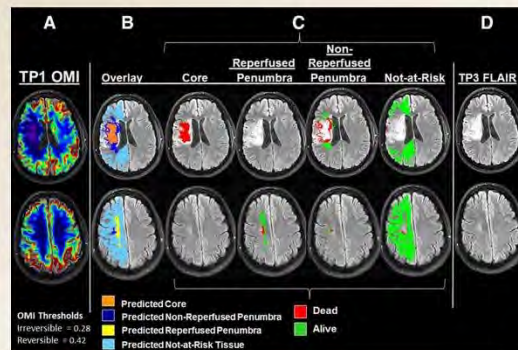 A
B
C
D
TP1 OMI
Overlay
Core
Reperfused
Penumbra
Non-
Reperfused
Penumbra
Not-at-Risk
TP3 FLAIR
OMI Thresholds
Irreversible = 0.28
Reversible = 0.42
Predicted Core
Predicted Non-Reperfused Penumbra
Predicted Reperfused Penumbra
Predicted Not-at-Risk Tissue
Dead
Alive